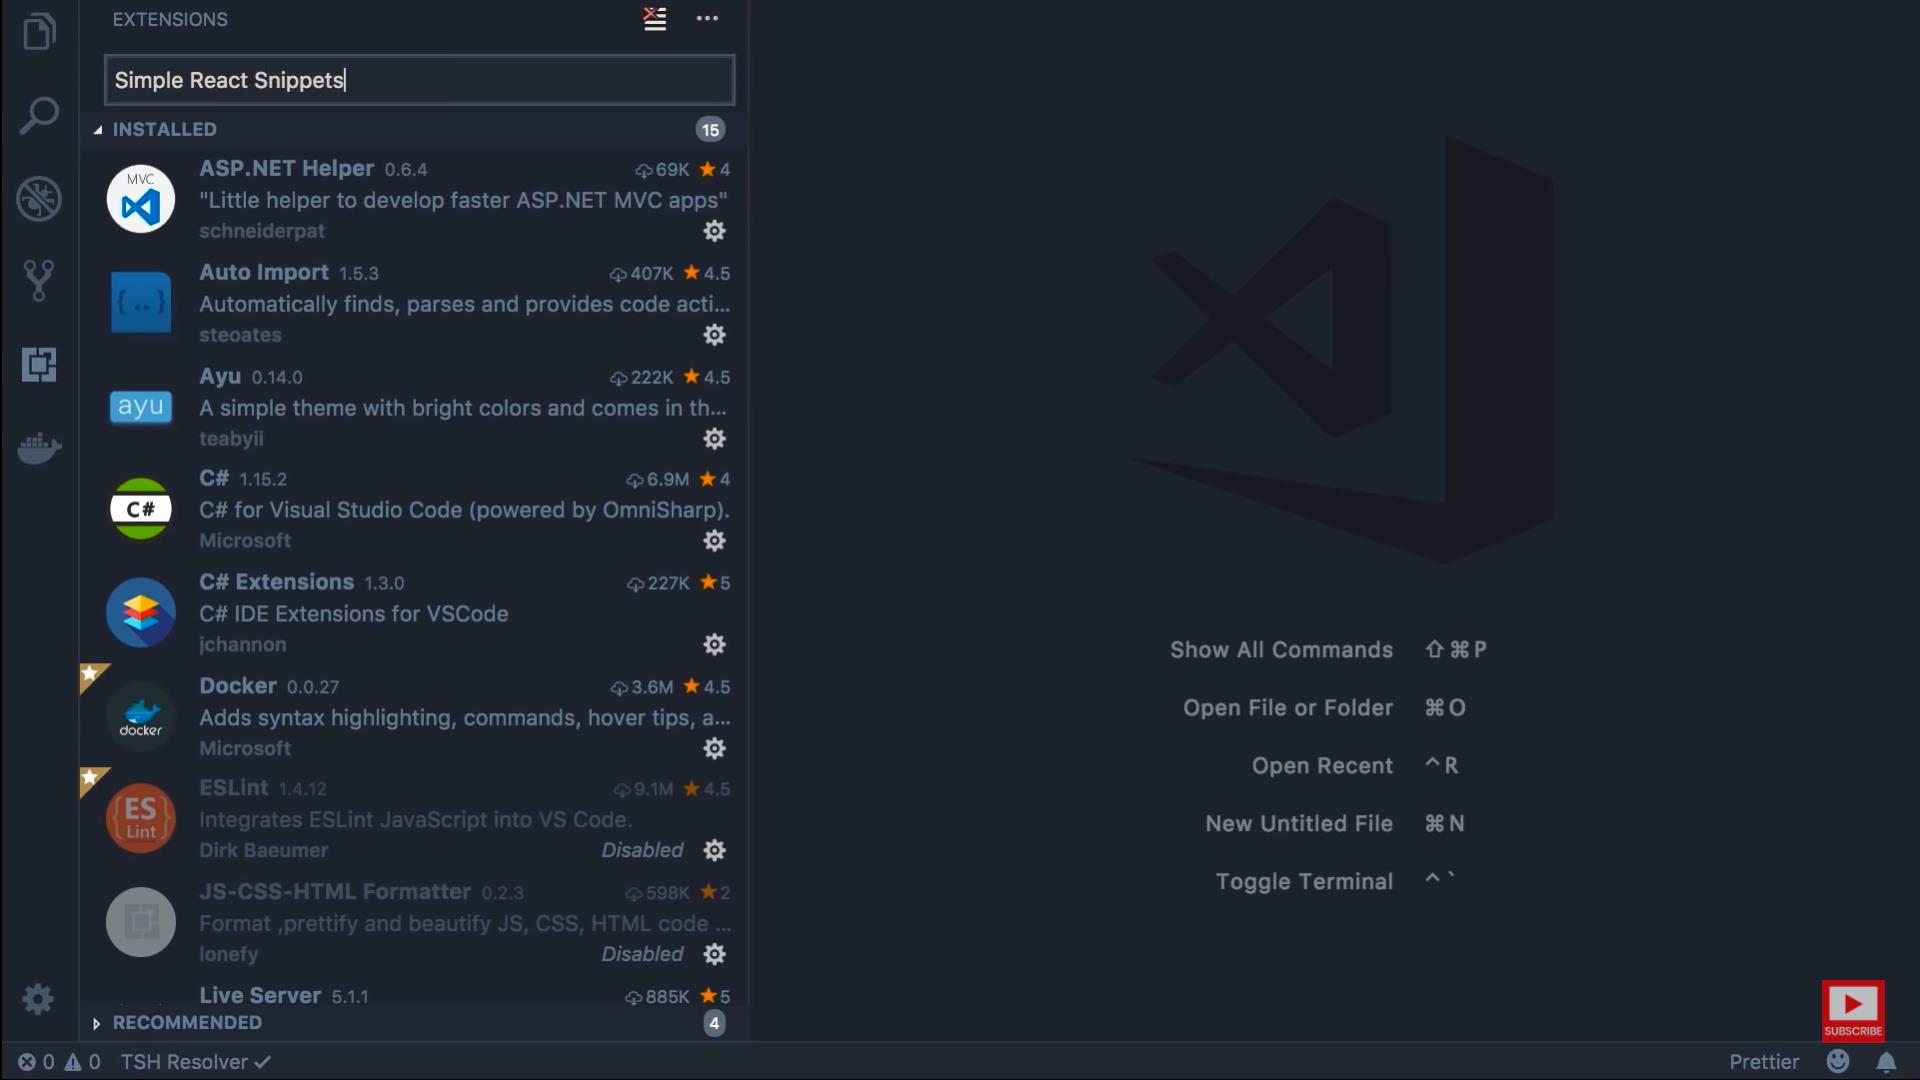 EXTENSIONS
Simple React Snippets
INSTALLED 15
MVC
ASP.NET Helper 0.6.4 69K ★4
"Little helper to develop faster ASP.NET MVC apps"
schneiderpat
{..}
Auto Import 1.5.3 407K ★4.5
Automatically finds, parses and provides code acti...
steoates
ayu
Ayu 0.14.0 222K ★4.5
A simple theme with bright colors and comes in th...
teabyii
C#
C# 1.15.2 6.9M ★4
C# for Visual Studio Code (powered by OmniSharp).
Microsoft
C# Extensions 1.3.0 227K ★5
C# IDE Extensions for VSCode
jchannon
docker
Docker 0.0.27 3.6M ★4.5
Adds syntax highlighting, commands, hover tips, a...
Microsoft
{ES
Lint}
ESLint 1.4.12 9.1M ★4.5
Integrates ESLint JavaScript into VS Code.
Dirk Baeumer Disabled
JS-CSS-HTML Formatter 0.2.3 598K ★2
Format ,prettify and beautify JS, CSS, HTML code ...
lonefy Disabled
Live Server 5.1.1 885K ★5
RECOMMENDED 4
Show All Commands ⇧⌘P
Open File or Folder ⌘O
Open Recent ^R
New Untitled File ⌘N
Toggle Terminal ^`
SUBSCRIBE
0 0 TSH Resolver ✓ Prettier